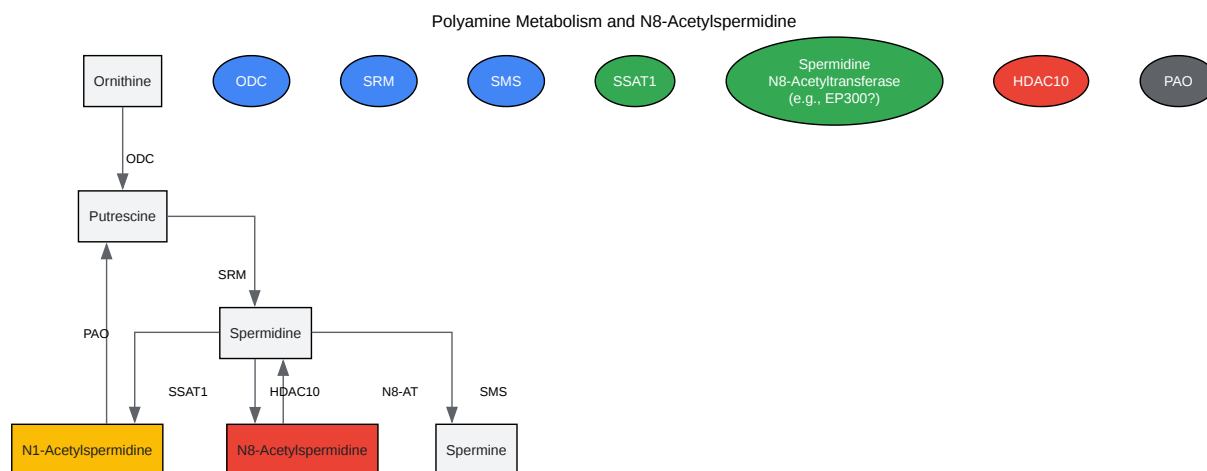 Polyamine Metabolism and N8-Acetylspermidine
Ornithine
ODC
SRM
SMS
SSAT1
Spermidine
N8-Acetyltransferase
(e.g., EP300?)
HDAC10
PAO
ODC
Putrescine
SRM
PAO
Spermidine
SSAT1
HDAC10
N8-AT
SMS
N1-Acetylspermidine
N8-Acetylspermidine
Spermine